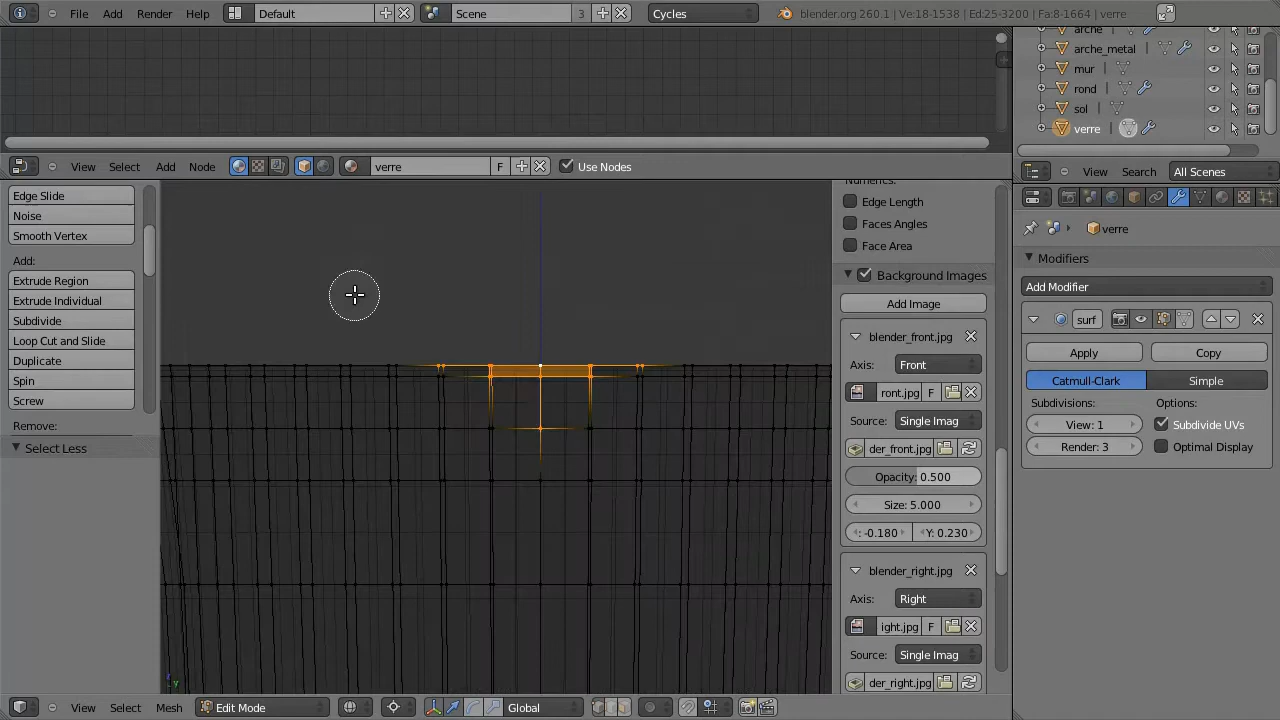 File Add Render Help Default Scene 3 Cycles blender.org 260.1 | Ve:18-1538 | Ed:25-3200 | Fa:8-1664 | verre
arche
arche_metal
mur
rond
sol
verre
View Select Add Node verre F Use Nodes
View Search All Scenes
Edge Slide
Noise
Smooth Vertex
Add:
Extrude Region
Extrude Individual
Subdivide
Loop Cut and Slide
Duplicate
Spin
Screw
Remove:
Select Less
Edge Length
Faces Angles
Face Area
Background Images
Add Image
blender_front.jpg
Axis: Front
ront.jpg F
Source: Single Imag
der_front.jpg
Opacity: 0.500
Size: 5.000
: -0.180 Y: 0.230
blender_right.jpg
Axis: Right
ight.jpg F
Source: Single Imag
der_right.jpg
verre
Modifiers
Add Modifier
surf
Apply Copy
Catmull-Clark Simple
Subdivisions: Options:
View: 1 Subdivide UVs
Render: 3 Optimal Display
View Select Mesh Edit Mode Global